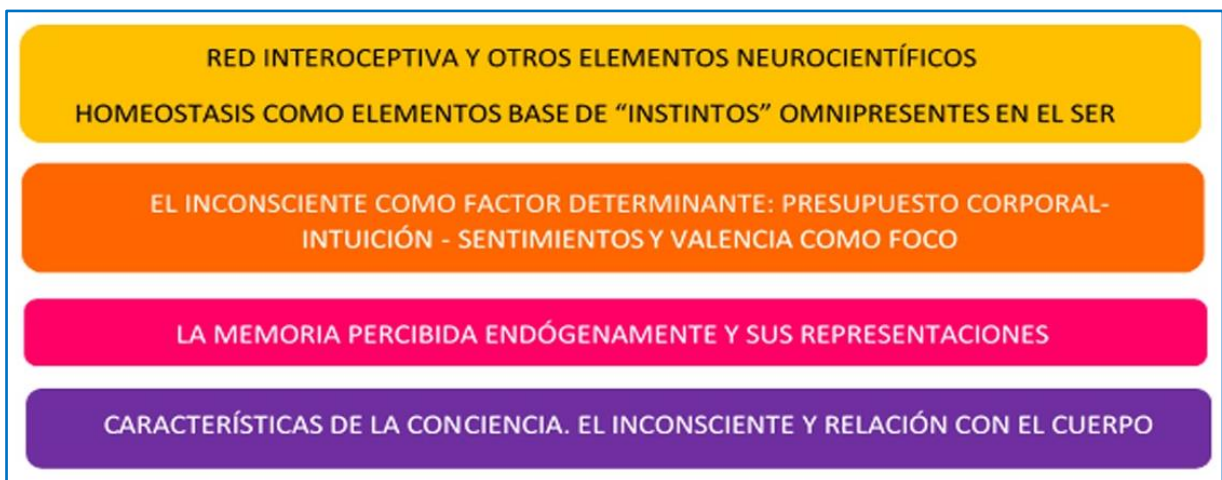 RED INTEROCEPTIVA Y OTROS ELEMENTOS NEUROCIENTÍFICOS
HOMEOSTASIS COMO ELEMENTOS BASE DE “INSTINTOS” OMNIPRESENTES EN EL SER
EL INCONSCIENTE COMO FACTOR DETERMINANTE: PRESUPUESTO CORPORAL-
INTUICIÓN - SENTIMIENTOS Y VALENCIA COMO FOCO
LA MEMORIA PERCIBIDA ENDÓGENAMENTE Y SUS REPRESENTACIONES
CARACTERÍSTICAS DE LA CONCIENCIA. EL INCONSCIENTE Y RELACIÓN CON EL CUERPO